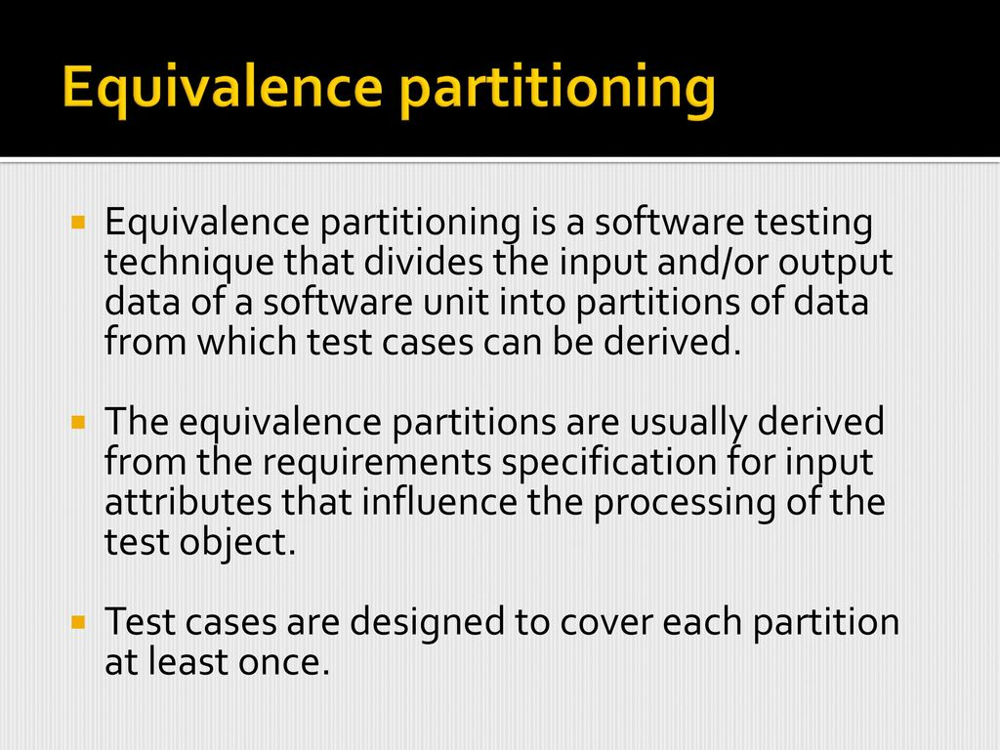 Equivalence partitioning
Equivalence partitioning is a software testing
technique that divides the input and/or output
data of a software unit into partitions of data
from which test cases can be derived.
The equivalence partitions are usually derived
from the requirements specification for input
attributes that influence the processing of the
test object.
Test cases are designed to cover each partition
at least once.